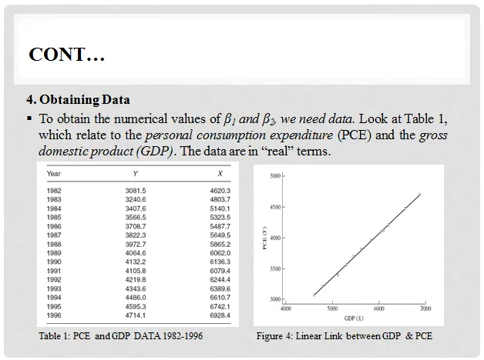 CONT…
4. Obtaining Data
▪ To obtain the numerical values of β1 and β2, we need data. Look at Table 1,
which relate to the personal consumption expenditure (PCE) and the gross
domestic product (GDP). The data are in “real” terms.
Year Y X
1982 3081.5 4620.3
1983 3240.6 4803.7
1984 3407.6 5140.1
1985 3566.5 5323.5
1986 3708.7 5487.7
1987 3822.3 5649.5
1988 3972.7 5865.2
1989 4064.6 6062.0
1990 4132.2 6136.3
1991 4105.8 6079.4
1992 4219.8 6244.4
1993 4343.6 6389.6
1994 4486.0 6610.7
1995 4595.3 6742.1
1996 4714.1 6928.4
Table 1: PCE and GDP DATA 1982-1996
5000
4500
4000
3500
3000
PCE (Y)
4000 5000 6000 7000
GDP (X)
Figure 4: Linear Link between GDP & PCE